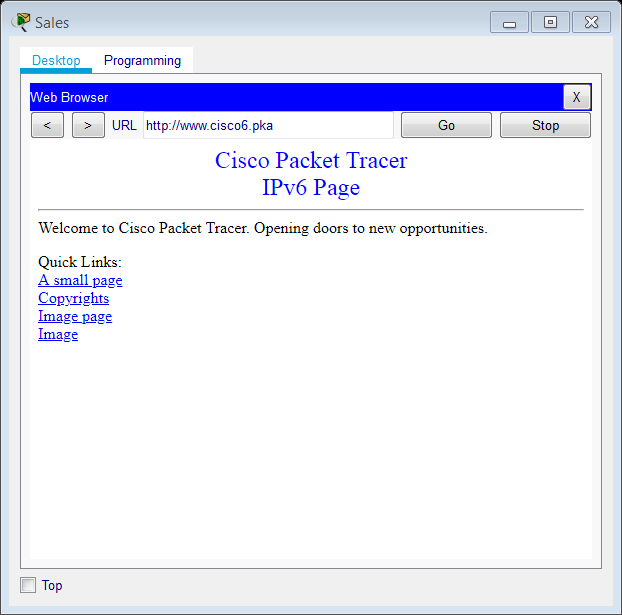 Sales
Desktop Programming
Web Browser X
< > URL http://www.cisco6.pka Go Stop
Cisco Packet Tracer
IPv6 Page
Welcome to Cisco Packet Tracer. Opening doors to new opportunities.
Quick Links:
A small page
Copyrights
Image page
Image
Top